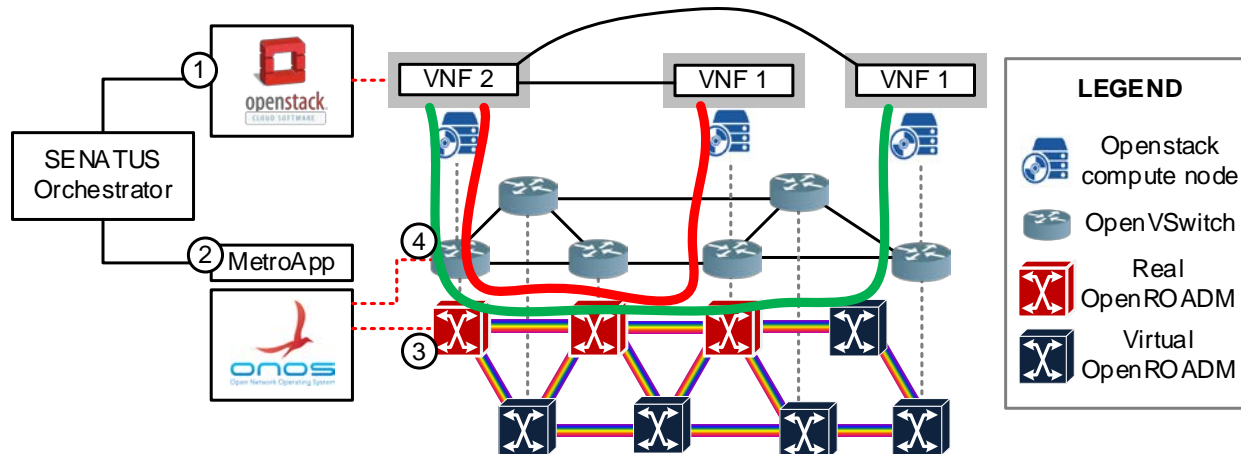 1
openstack
CLOUD SOFTWARE
SENATUS
Orchestrator
2
MetroApp
onos
Open Network Operating System
VNF 2
VNF 1
VNF 1
4
3
LEGEND
Openstack
compute node
OpenVSwitch
Real
OpenROADM
Virtual
OpenROADM